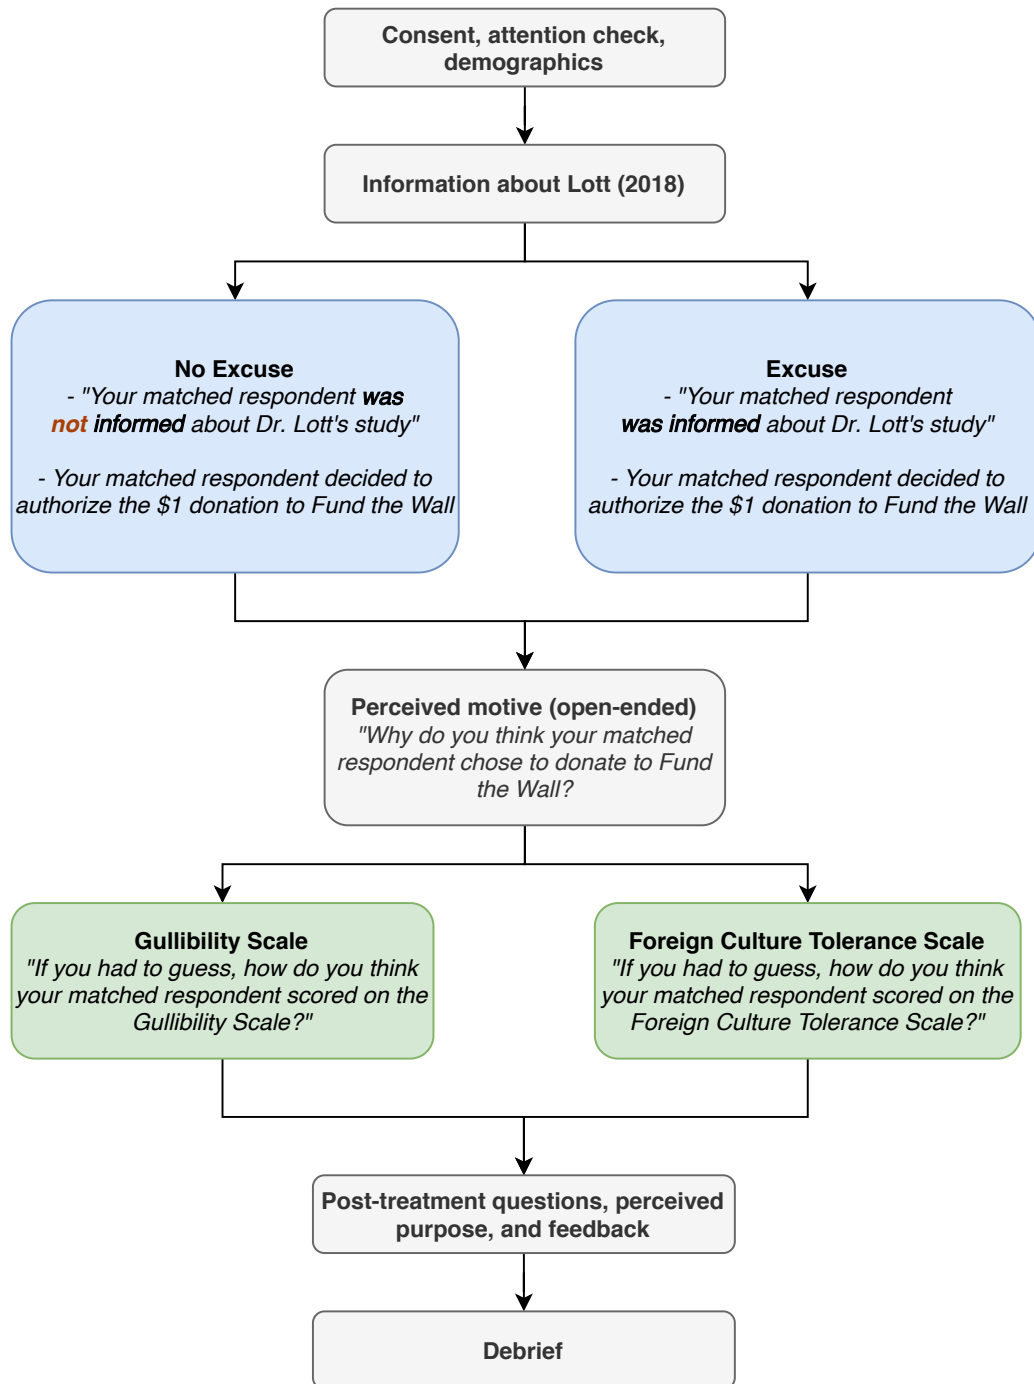 Consent, attention check,
demographics
Information about Lott (2018)
No Excuse
- "Your matched respondent was
not informed about Dr. Lott's study"
- Your matched respondent decided to
authorize the $1 donation to Fund the Wall
Excuse
- "Your matched respondent
was informed about Dr. Lott's study"
- Your matched respondent decided to
authorize the $1 donation to Fund the Wall
Perceived motive (open-ended)
"Why do you think your matched
respondent chose to donate to Fund
the Wall?
Gullibility Scale
"If you had to guess, how do you think
your matched respondent scored on the
Gullibility Scale?"
Foreign Culture Tolerance Scale
"If you had to guess, how do you think
your matched respondent scored on the
Foreign Culture Tolerance Scale?"
Post-treatment questions, perceived
purpose, and feedback
Debrief